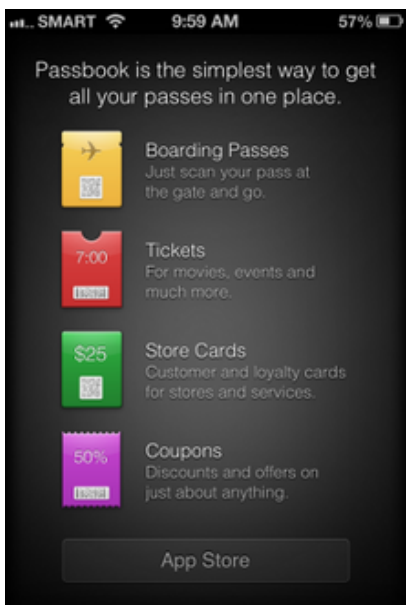 SMART 9:59 AM 57%
Passbook is the simplest way to get
all your passes in one place.
Boarding Passes
Just scan your pass at
the gate and go.
7:00
Tickets
For movies, events and
much more.
$25
Store Cards
Customer and loyalty cards
for stores and services.
50%
Coupons
Discounts and offers on
just about anything.
App Store